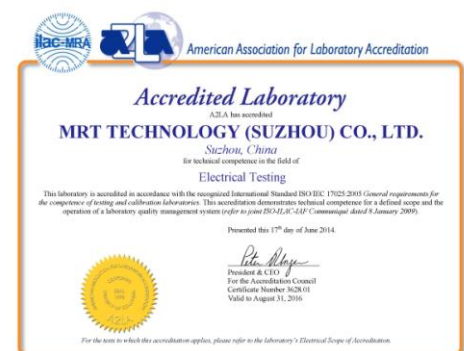 ilac-MRA
A2LA
American Association for Laboratory Accreditation
Accredited Laboratory
A2LA has accredited
MRT TECHNOLOGY (SUZHOU) CO., LTD.
Suzhou, China
for technical competence in the field of
Electrical Testing
This laboratory is accredited in accordance with the recognized International Standard ISO/IEC 17025:2005 General requirements for
the competence of testing and calibration laboratories. This accreditation demonstrates technical competence for a defined scope and the
operation of a laboratory quality management system (refer to joint ISO-ILAC-IAF Communiqué dated 8 January 2009).
Presented this 17th day of June 2014.
President & CEO
For the Accreditation Council
Certificate Number 3628.01
Valid to August 31, 2016
A2LA
For the tests to which this accreditation applies, please refer to the laboratory's Electrical Scope of Accreditation.